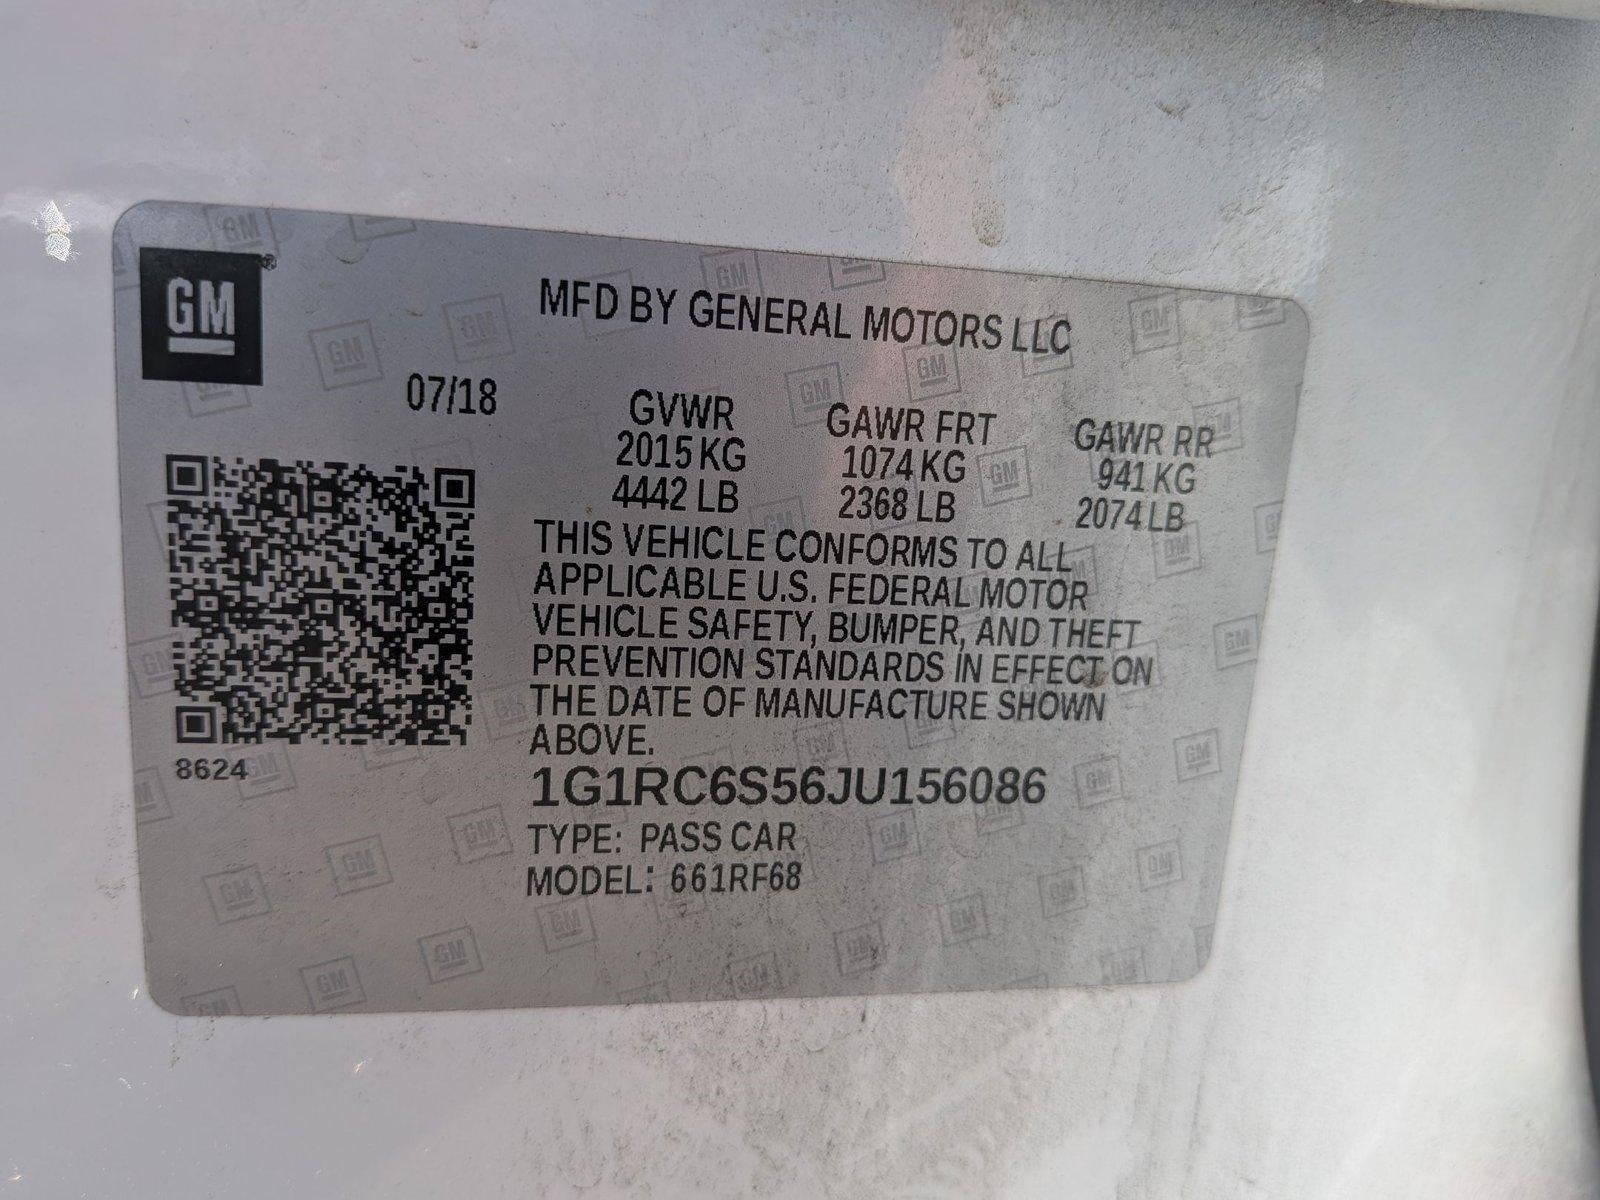 GM
MFD BY GENERAL MOTORS LLC
07/18
GVWR GAWR FRT GAWR RR
2015 KG 1074 KG 941 KG
4442 LB 2368 LB 2074 LB
THIS VEHICLE CONFORMS TO ALL
APPLICABLE U.S. FEDERAL MOTOR
VEHICLE SAFETY, BUMPER, AND THEFT
PREVENTION STANDARDS IN EFFECT ON
THE DATE OF MANUFACTURE SHOWN
ABOVE.
8624
1G1RC6S56JU156086
TYPE: PASS CAR
MODEL: 661RF68